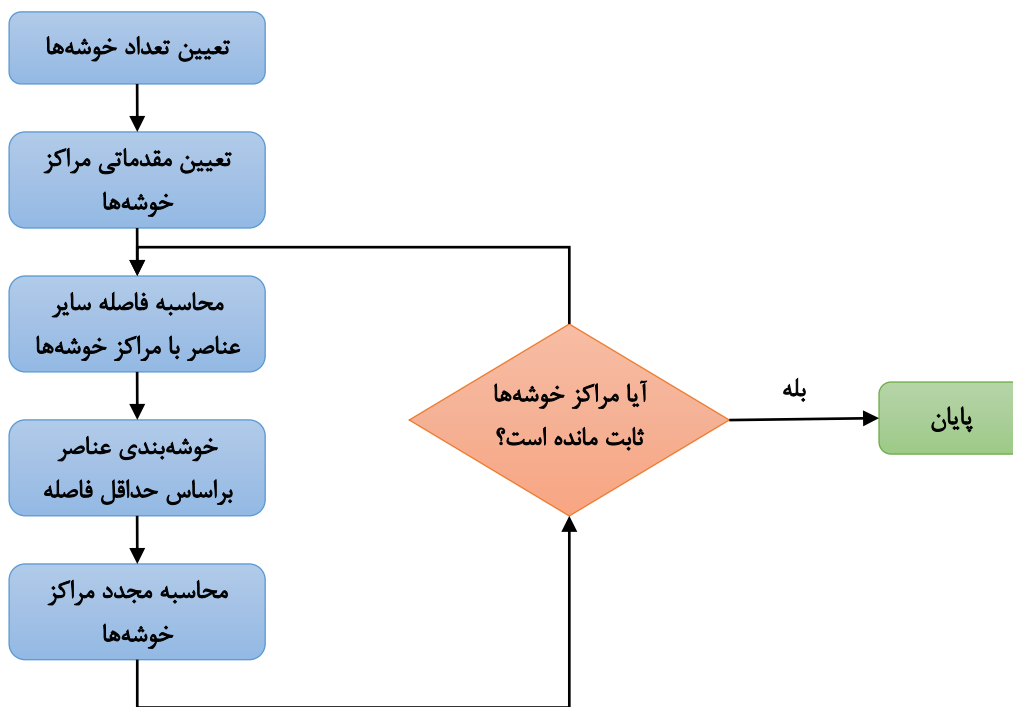 تعیین تعداد خوشه‌ها
تعیین مقدماتی مراکز
خوشه‌ها
محاسبه فاصله سایر
عناصر با مراکز خوشه‌ها
خوشه‌بندی عناصر
براساس حداقل فاصله
محاسبه مجدد مراکز
خوشه‌ها
آیا مراکز خوشه‌ها
ثابت مانده است؟
بله
پایان